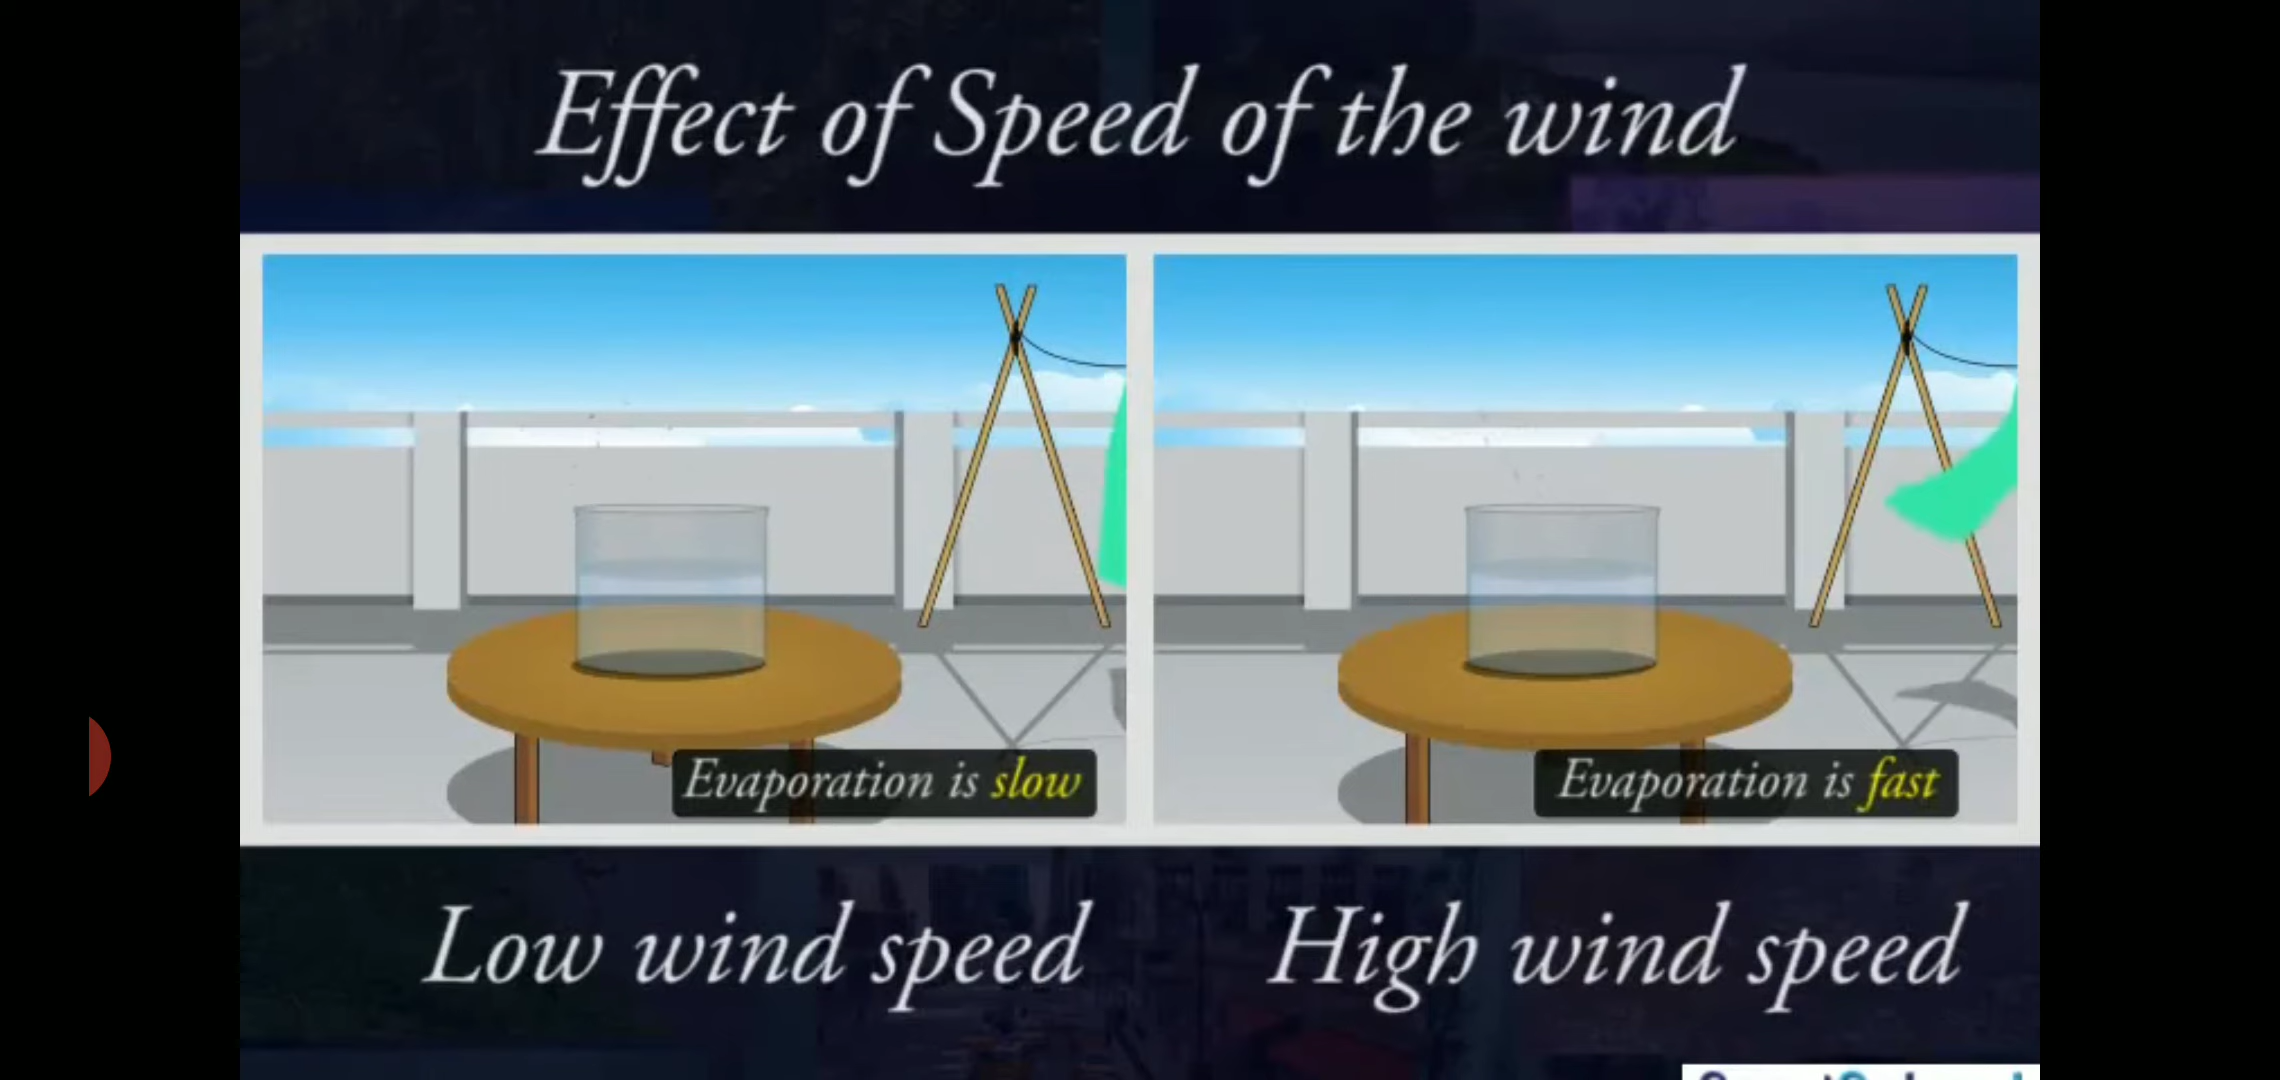 Effect of Speed of the wind
Evaporation is slow
Evaporation is fast
Low wind speed
High wind speed